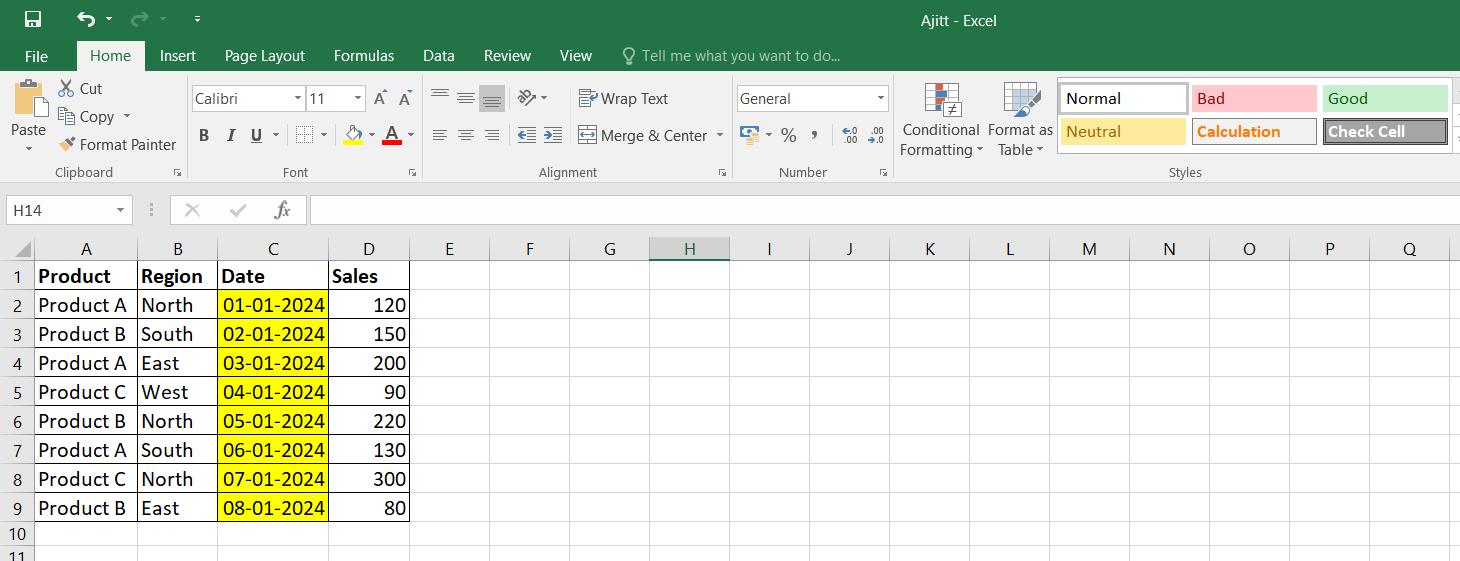 Ajitt - Excel
File Home Insert Page Layout Formulas Data Review View Tell me what you want to do...
Paste
Cut
Copy
Format Painter
Clipboard
Calibri 11 A A
B I U A
Font
Wrap Text
Merge & Center
Alignment
General
% , .00 .00
Number
Conditional Formatting
Format as Table
Normal Bad Good
Neutral Calculation Check Cell
Styles
H14 fx
A B C D E F G H I J K L M N O P Q
1 Product Region Date Sales
2 Product A North 01-01-2024 120
3 Product B South 02-01-2024 150
4 Product A East 03-01-2024 200
5 Product C West 04-01-2024 90
6 Product B North 05-01-2024 220
7 Product A South 06-01-2024 130
8 Product C North 07-01-2024 300
9 Product B East 08-01-2024 80
10
11